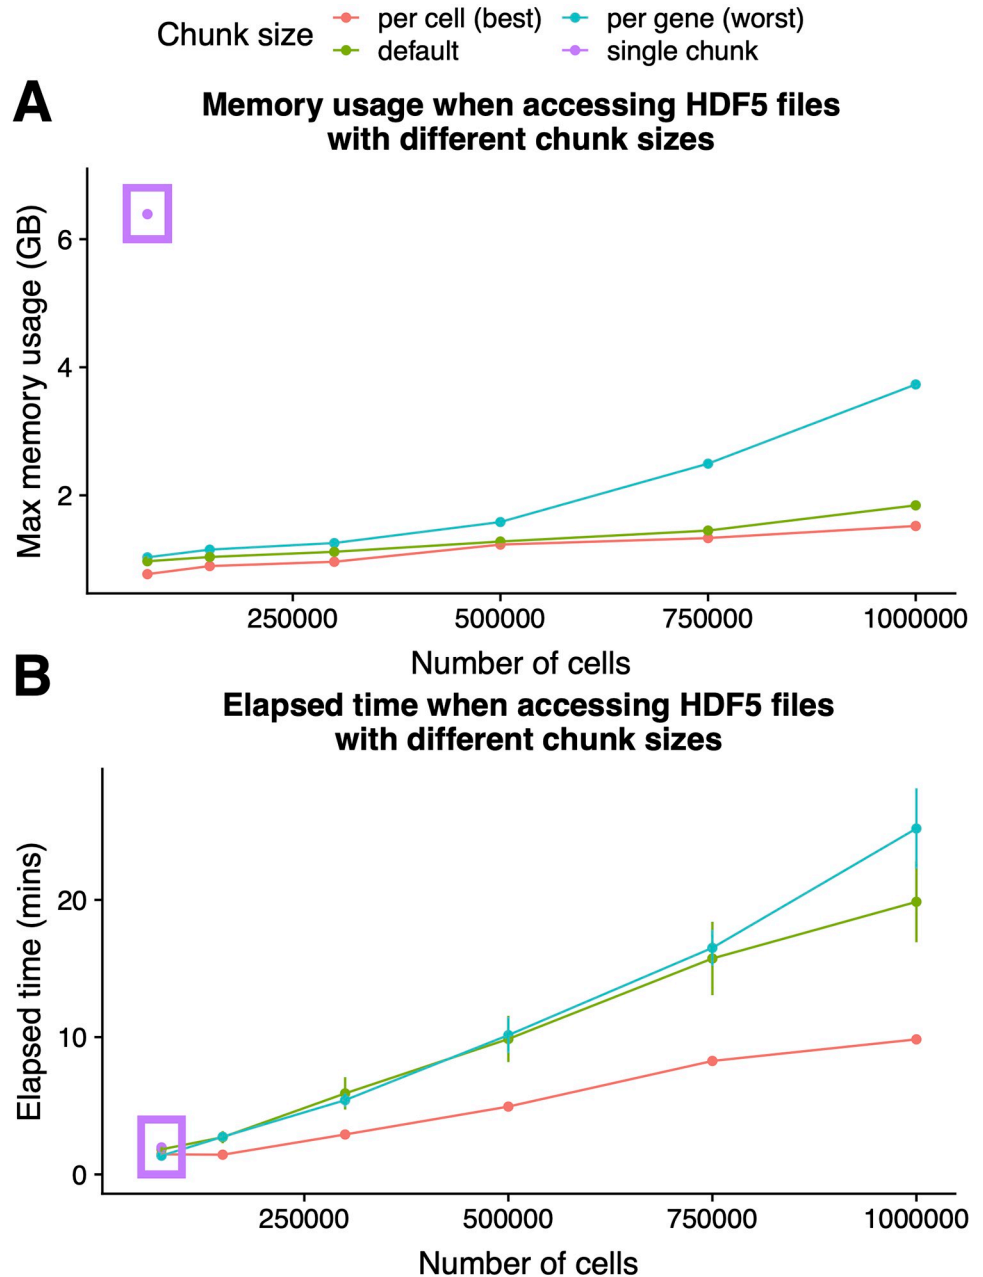 Chunk size
per cell (best)
per gene (worst)
default
single chunk
A
Memory usage when accessing HDF5 files
with different chunk sizes
Max memory usage (GB)
6
4
2
250000
500000
750000
1000000
Number of cells
B
Elapsed time when accessing HDF5 files
with different chunk sizes
Elapsed time (mins)
20
10
0
250000
500000
750000
1000000
Number of cells